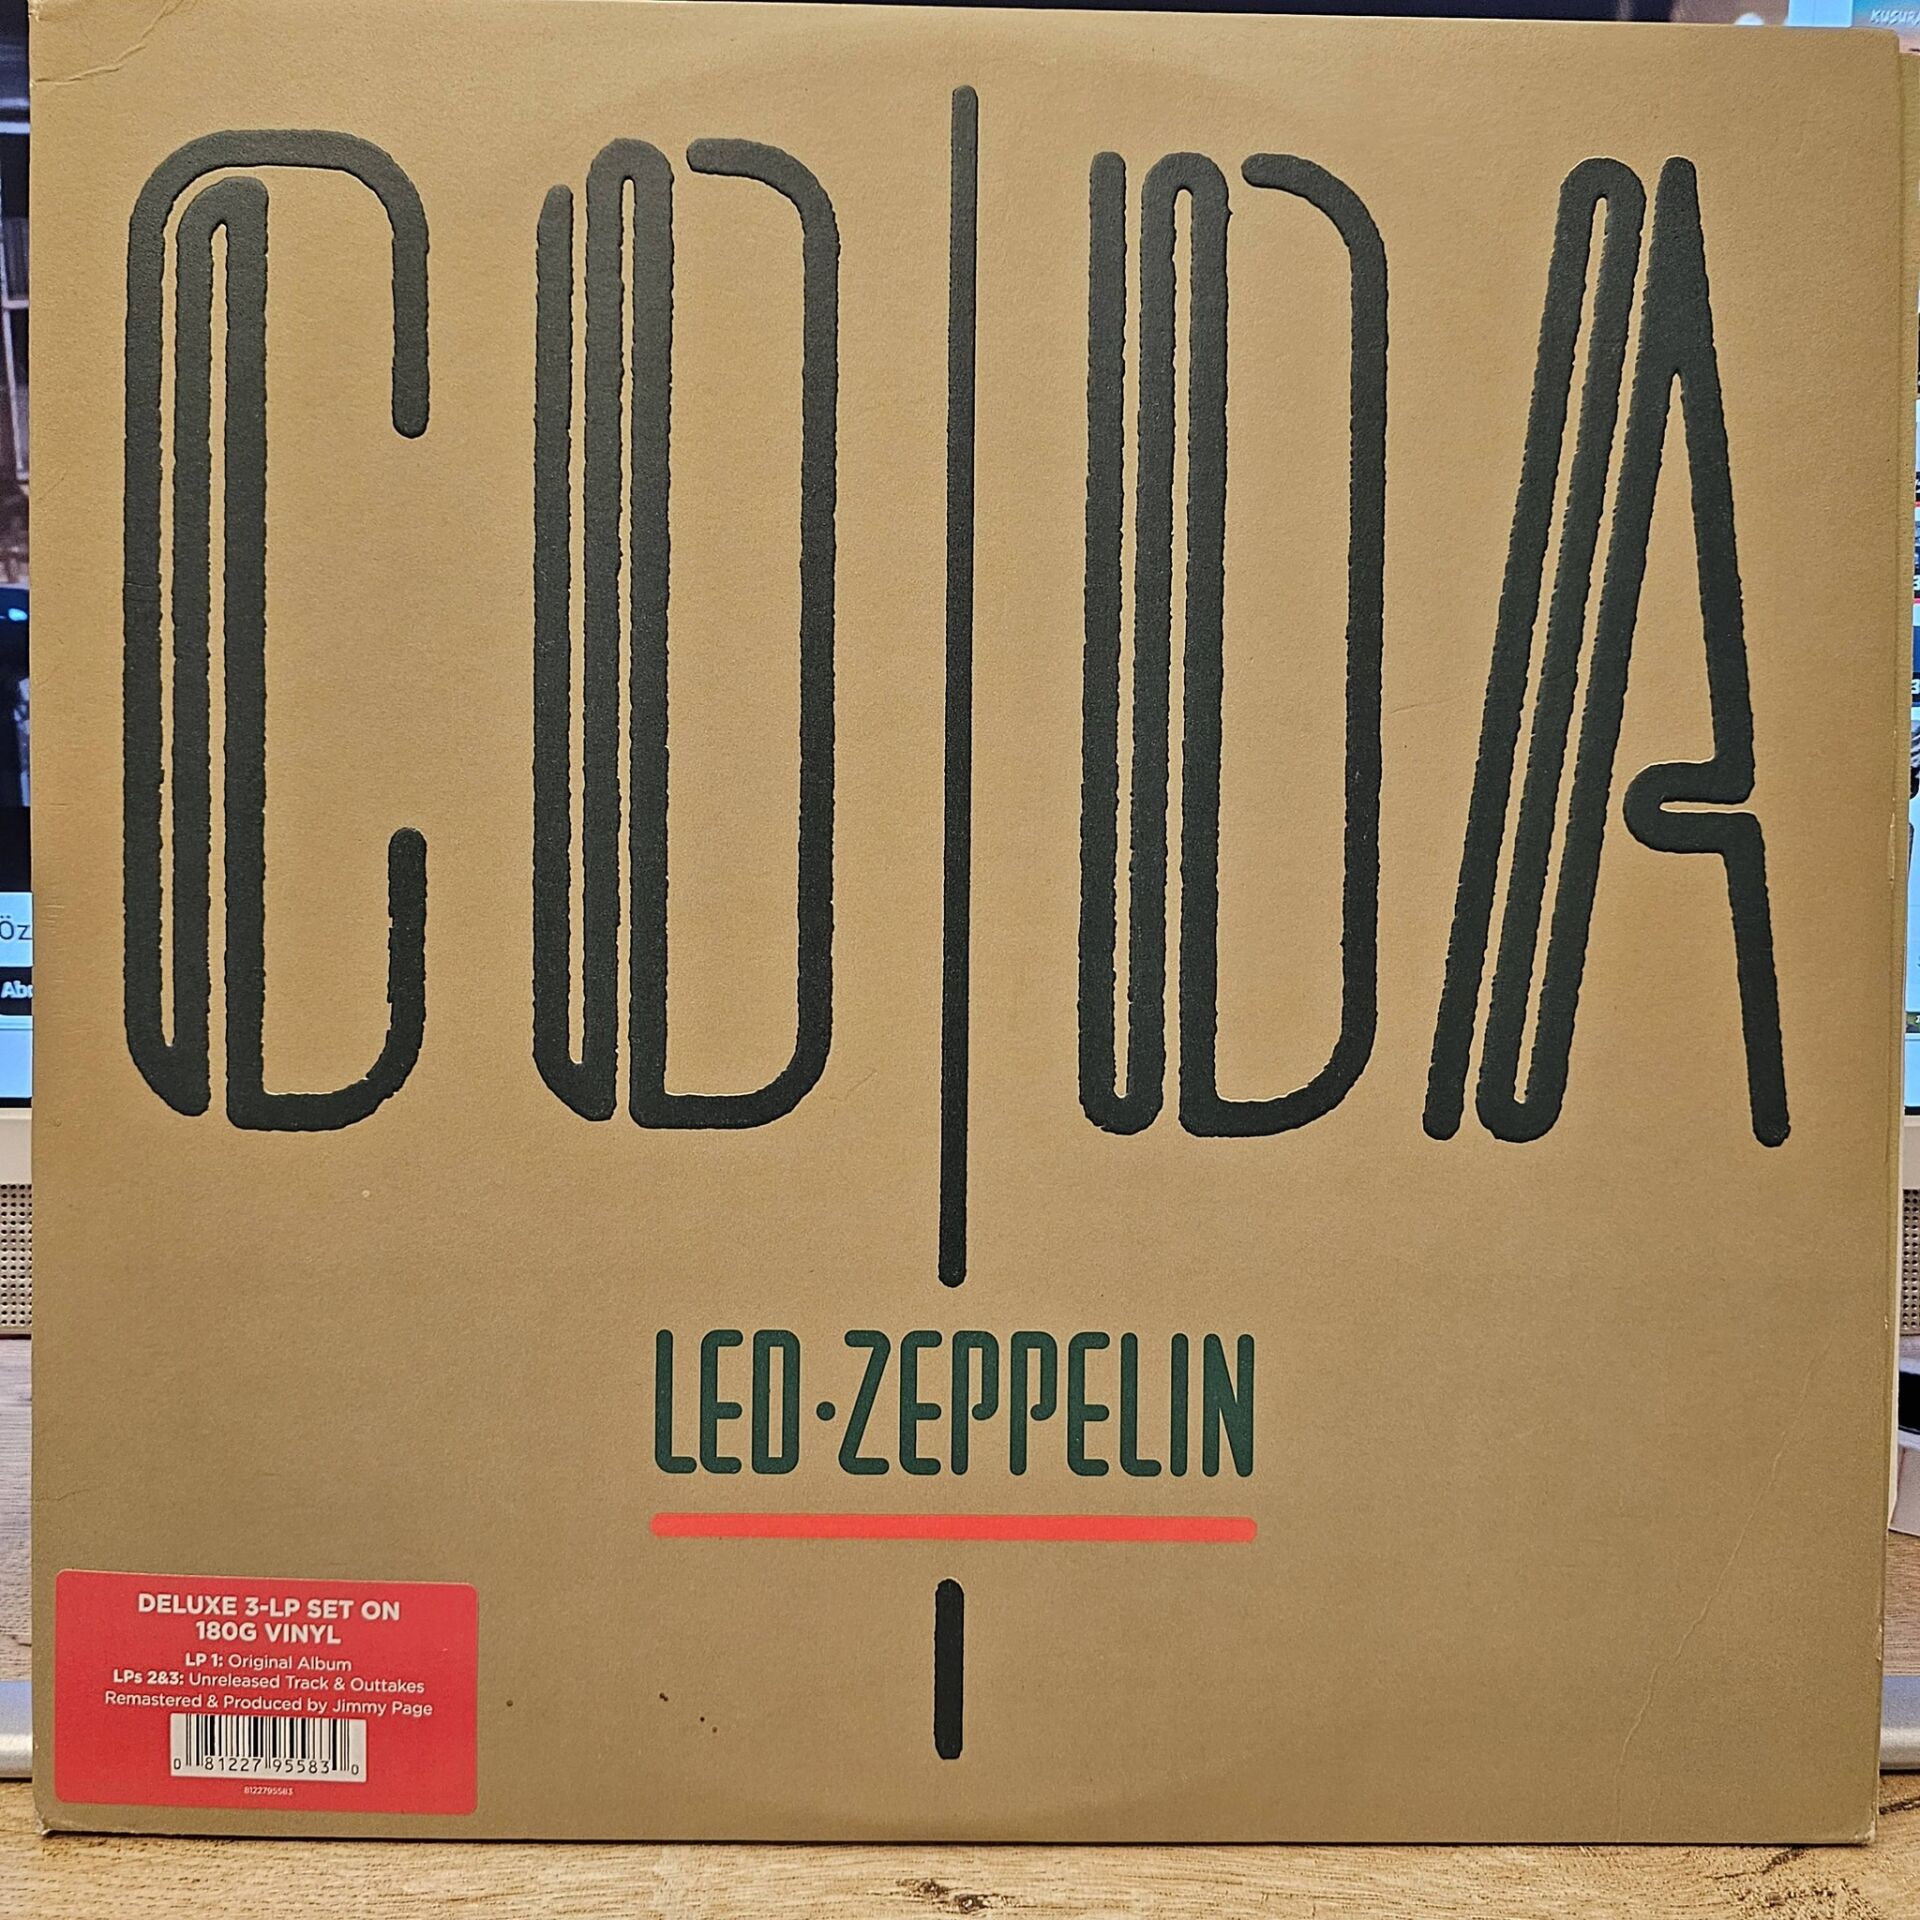 CODA
LED·ZEPPELIN
DELUXE 3-LP SET ON
180G VINYL
LP 1: Original Album
LPs 2&3: Unreleased Track & Outtakes
Remastered & Produced by Jimmy Page
0 81227 95583 0
8122795583
Öz